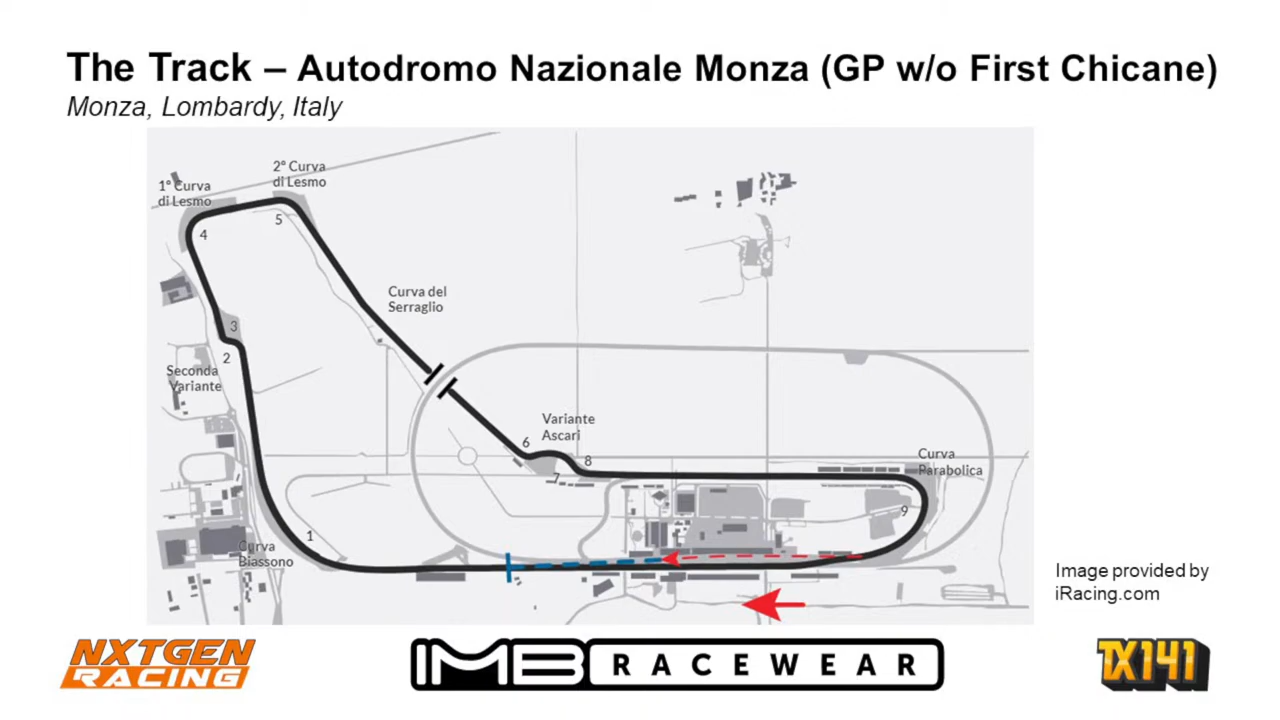 The Track – Autodromo Nazionale Monza (GP w/o First Chicane)
Monza, Lombardy, Italy
2º Curva
di Lesmo
1º Curva
di Lesmo
5
4
Curva del
Serraglio
3
2
Seconda
Variante
Variante
Ascari
6
8
7
Curva
Parabolica
9
1
Curva
Biassono
Image provided by
iRacing.com
NXTGEN
RACING
IMB RACEWEAR
TX141